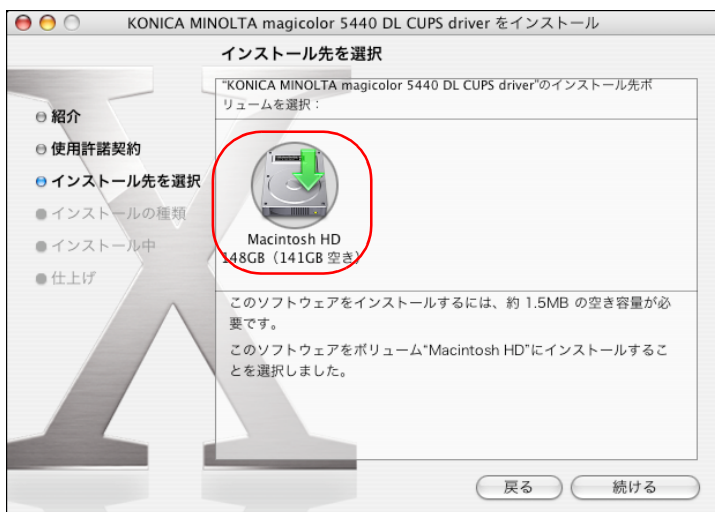 KONICA MINOLTA magicolor 5440 DL CUPS driver をインストール
インストール先を選択
紹介
使用許諾契約
インストール先を選択
インストールの種類
インストール中
仕上げ
"KONICA MINOLTA magicolor 5440 DL CUPS driver"のインストール先ボ
リュームを選択：
Macintosh HD
148GB（141GB 空き）
このソフトウェアをインストールするには、約 1.5MB の空き容量が必
要です。
このソフトウェアをボリューム"Macintosh HD"にインストールするこ
とを選択しました。
戻る
続ける